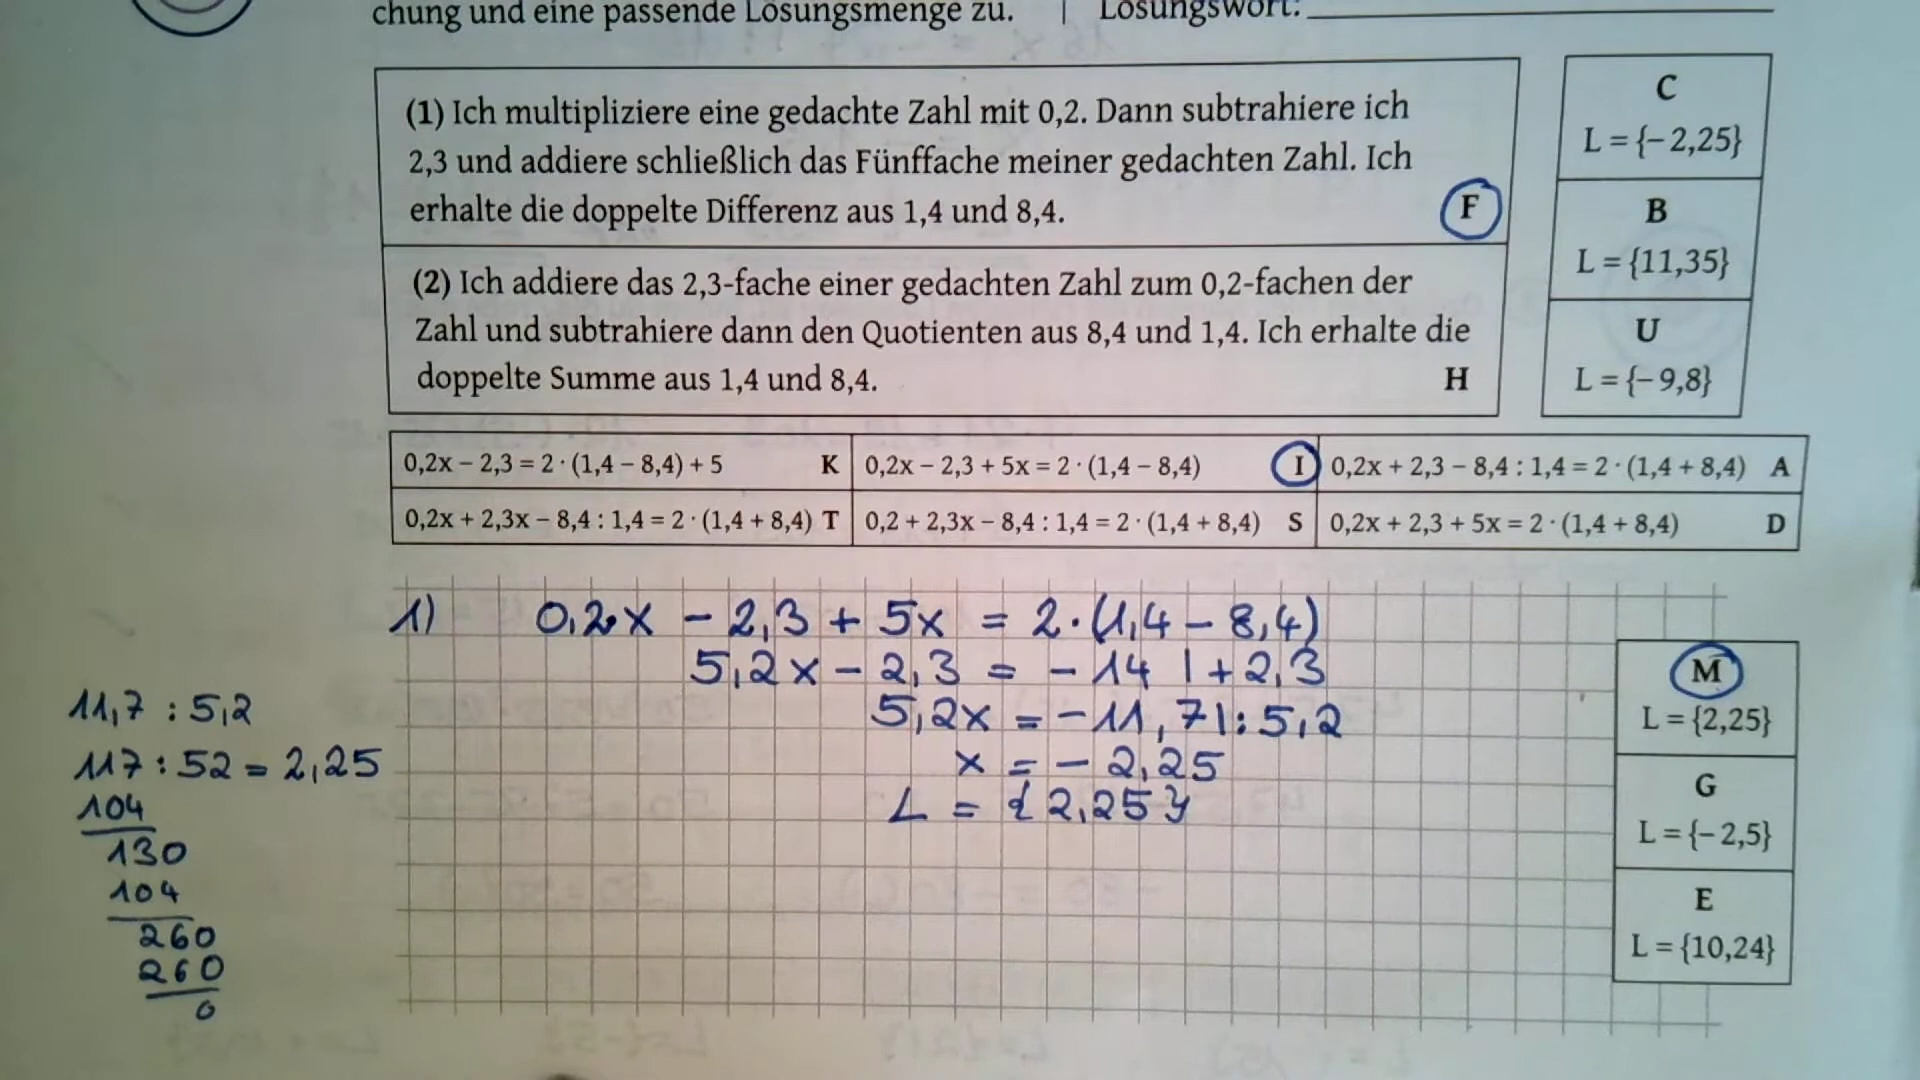 chung und eine passende Lösungsmenge zu. | Lösungswort:
(1) Ich multipliziere eine gedachte Zahl mit 0,2. Dann subtrahiere ich
2,3 und addiere schließlich das Fünffache meiner gedachten Zahl. Ich
erhalte die doppelte Differenz aus 1,4 und 8,4. F
(2) Ich addiere das 2,3-fache einer gedachten Zahl zum 0,2-fachen der
Zahl und subtrahiere dann den Quotienten aus 8,4 und 1,4. Ich erhalte die
doppelte Summe aus 1,4 und 8,4. H
C
L = {– 2,25}
B
L = {11,35}
U
L = {– 9,8}
0,2x – 2,3 = 2 · (1,4 – 8,4) + 5 K
0,2x – 2,3 + 5x = 2 · (1,4 – 8,4) I
0,2x + 2,3 – 8,4 : 1,4 = 2 · (1,4 + 8,4) A
0,2x + 2,3x – 8,4 : 1,4 = 2 · (1,4 + 8,4) T
0,2 + 2,3x – 8,4 : 1,4 = 2 · (1,4 + 8,4) S
0,2x + 2,3 + 5x = 2 · (1,4 + 8,4) D
1) 0,2x – 2,3 + 5x = 2 · (1,4 – 8,4)
5,2x – 2,3 = – 14 | + 2,3
5,2x = – 11,7 | : 5,2
x = – 2,25
L = {2,25}
11,7 : 5,2
117 : 52 = 2,25
104
130
104
260
260
0
M
L = {2,25}
G
L = {– 2,5}
E
L = {10,24}